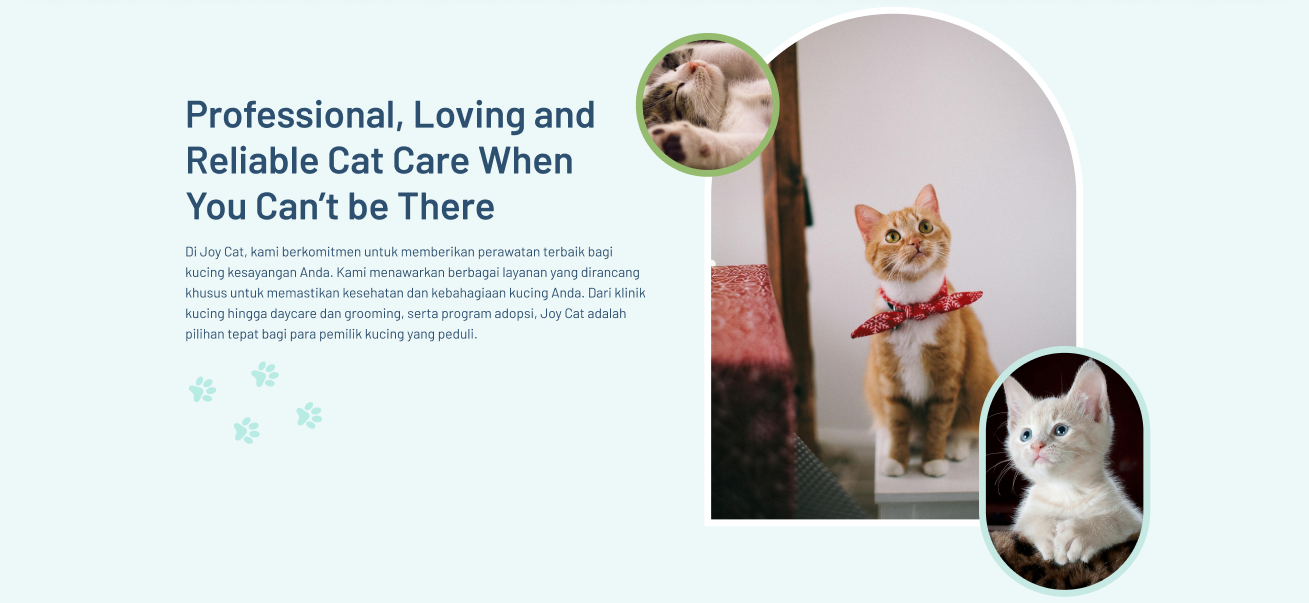 Professional, Loving and
Reliable Cat Care When
You Can’t be There
Di Joy Cat, kami berkomitmen untuk memberikan perawatan terbaik bagi
kucing kesayangan Anda. Kami menawarkan berbagai layanan yang dirancang
khusus untuk memastikan kesehatan dan kebahagiaan kucing Anda. Dari klinik
kucing hingga daycare dan grooming, serta program adopsi, Joy Cat adalah
pilihan tepat bagi para pemilik kucing yang peduli.